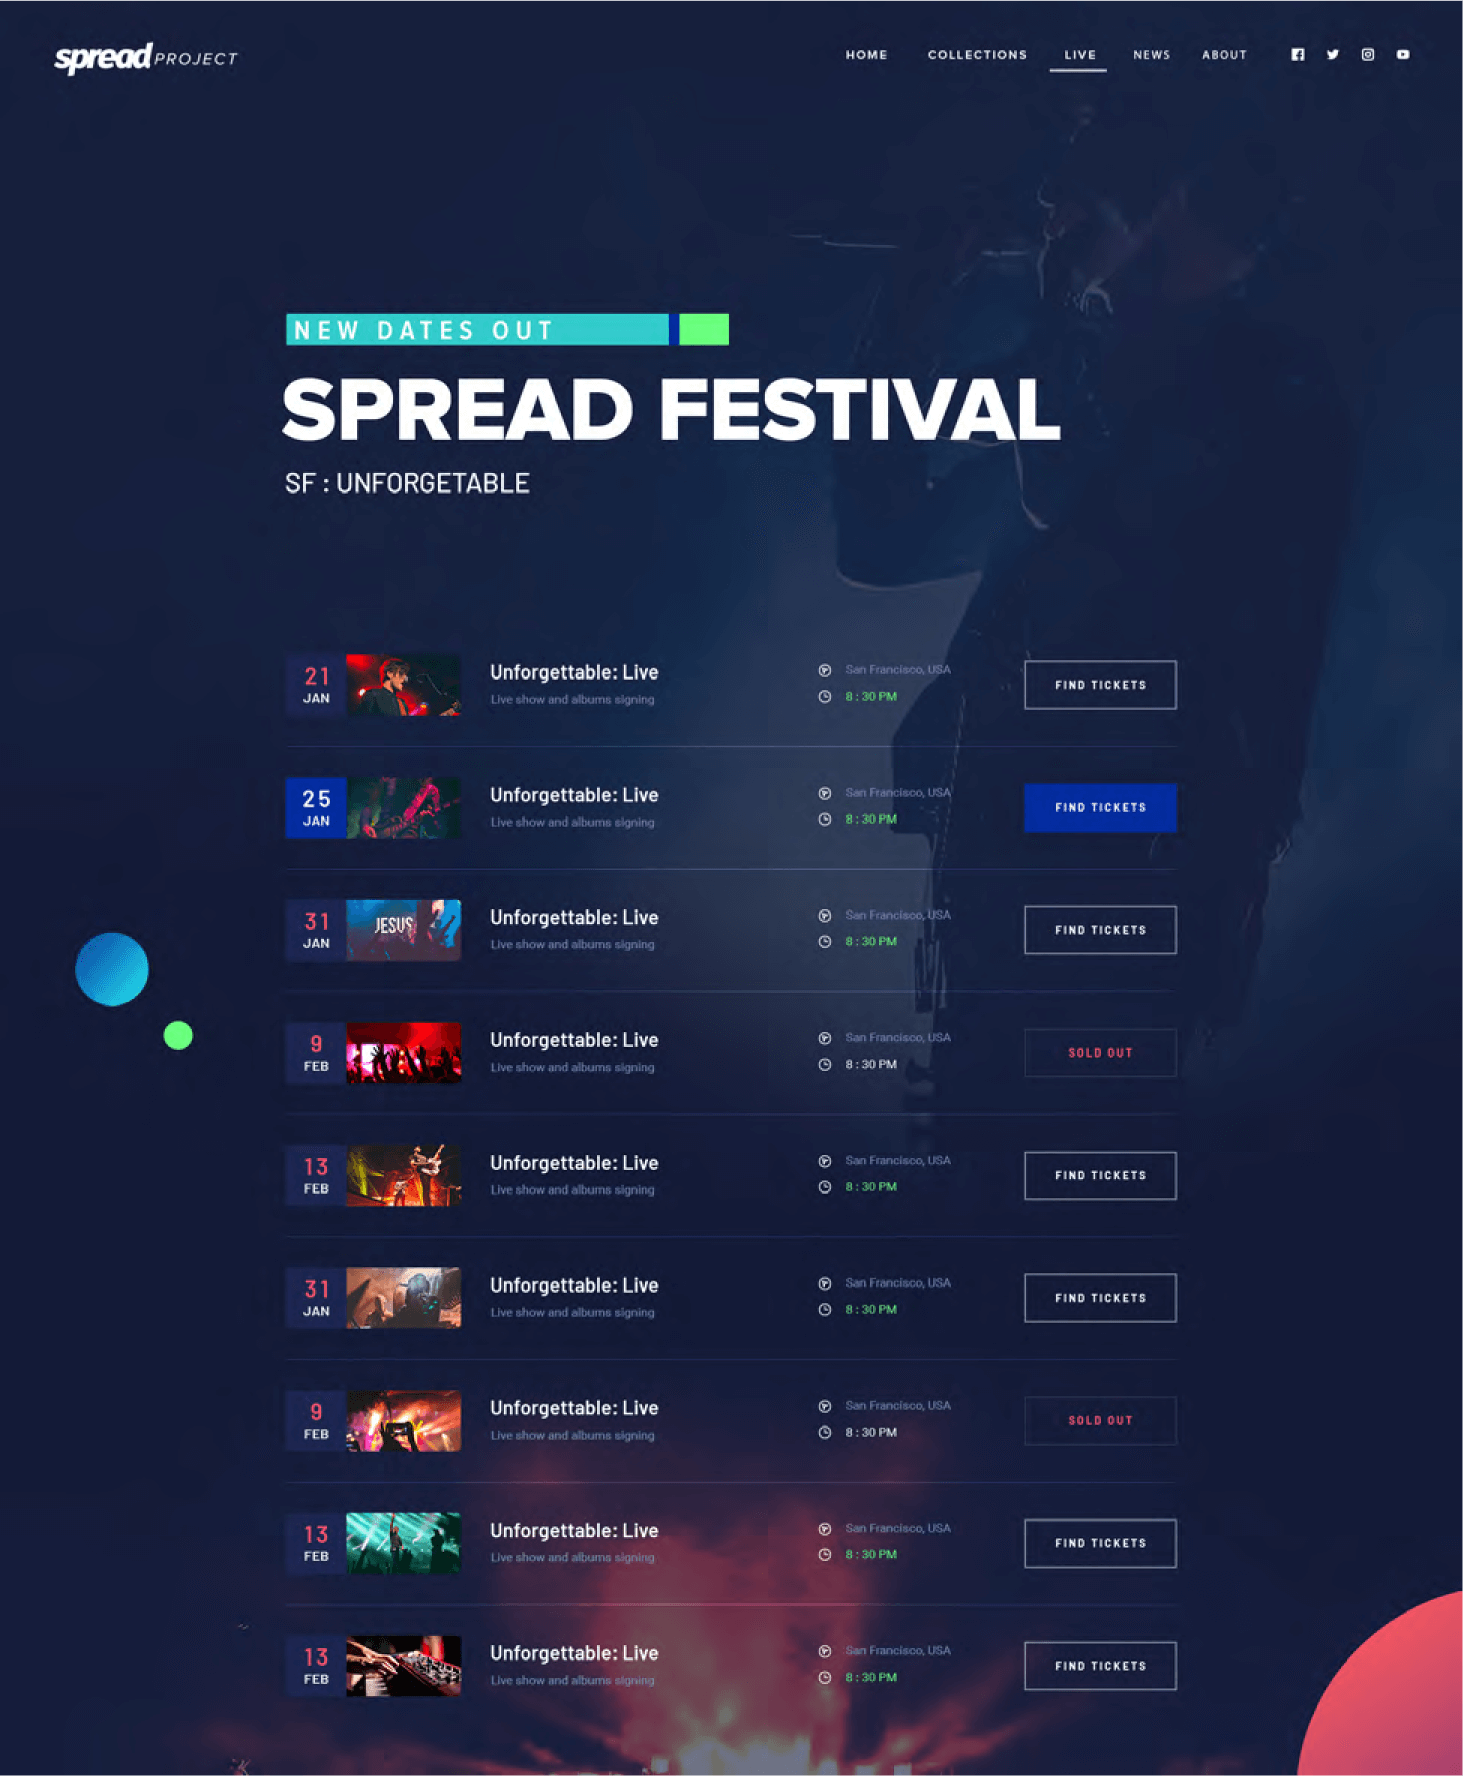 spread PROJECT
HOME COLLECTIONS LIVE NEWS ABOUT
NEW DATES OUT
SPREAD FESTIVAL
SF : UNFORGETABLE
21
JAN
Unforgettable: Live
Live show and albums signing
San Francisco, USA
8 : 30 PM
FIND TICKETS
25
JAN
Unforgettable: Live
Live show and albums signing
San Francisco, USA
8 : 30 PM
FIND TICKETS
31
JAN
JESUS
Unforgettable: Live
Live show and albums signing
San Francisco, USA
8 : 30 PM
FIND TICKETS
9
FEB
Unforgettable: Live
Live show and albums signing
San Francisco, USA
8 : 30 PM
SOLD OUT
13
FEB
Unforgettable: Live
Live show and albums signing
San Francisco, USA
8 : 30 PM
FIND TICKETS
31
JAN
Unforgettable: Live
Live show and albums signing
San Francisco, USA
8 : 30 PM
FIND TICKETS
9
FEB
Unforgettable: Live
Live show and albums signing
San Francisco, USA
8 : 30 PM
SOLD OUT
13
FEB
Unforgettable: Live
Live show and albums signing
San Francisco, USA
8 : 30 PM
FIND TICKETS
13
FEB
Unforgettable: Live
Live show and albums signing
San Francisco, USA
8 : 30 PM
FIND TICKETS